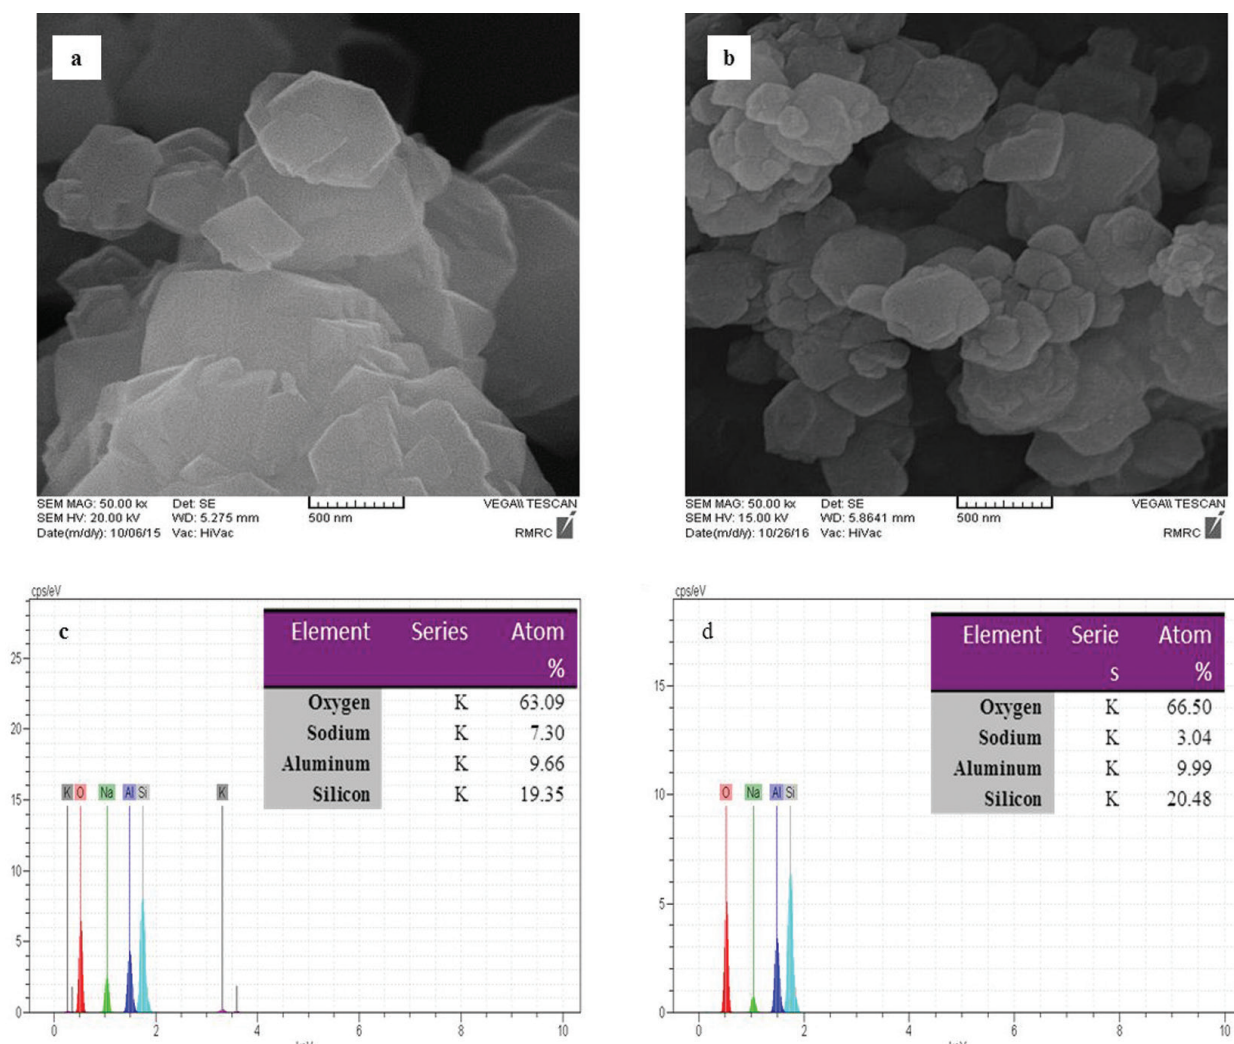 a
SEM MAG: 50.00 kx Det: SE VEGA\\ TESCAN
SEM HV: 20.00 kV WD: 5.275 mm 500 nm
Date(m/d/y): 10/06/15 Vac: HiVac RMRC
b
SEM MAG: 50.00 kx Det: SE VEGA\\ TESCAN
SEM HV: 15.00 kV WD: 5.8641 mm 500 nm
Date(m/d/y): 10/26/16 Vac: HiVac RMRC
cps/eV
c
Element Series Atom
%
Oxygen K 63.09
Sodium K 7.30
Aluminum K 9.66
Silicon K 19.35
K O Na Al Si K
25
20
15
10
5
0
0 2 4 6 8 10
cps/eV
d
Element Serie Atom
s %
Oxygen K 66.50
Sodium K 3.04
Aluminum K 9.99
Silicon K 20.48
O Na Al Si
15
10
5
0
0 2 4 6 8 10